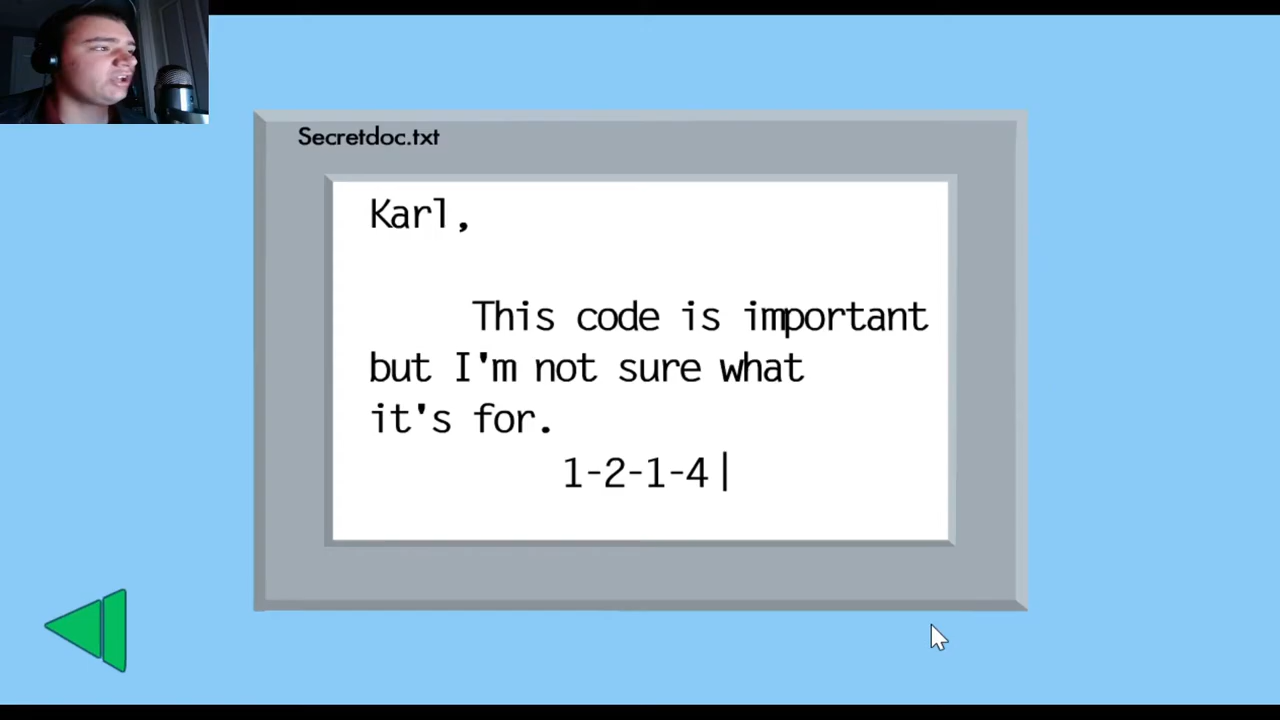 Secretdoc.txt
Karl,
This code is important
but I'm not sure what
it's for.
1-2-1-4